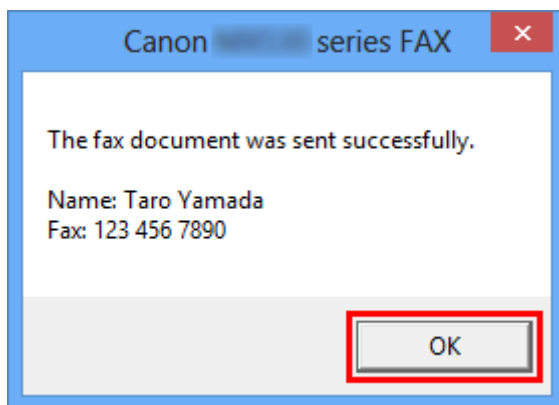 Canon series FAX
The fax document was sent successfully.
Name: Taro Yamada
Fax: 123 456 7890
OK